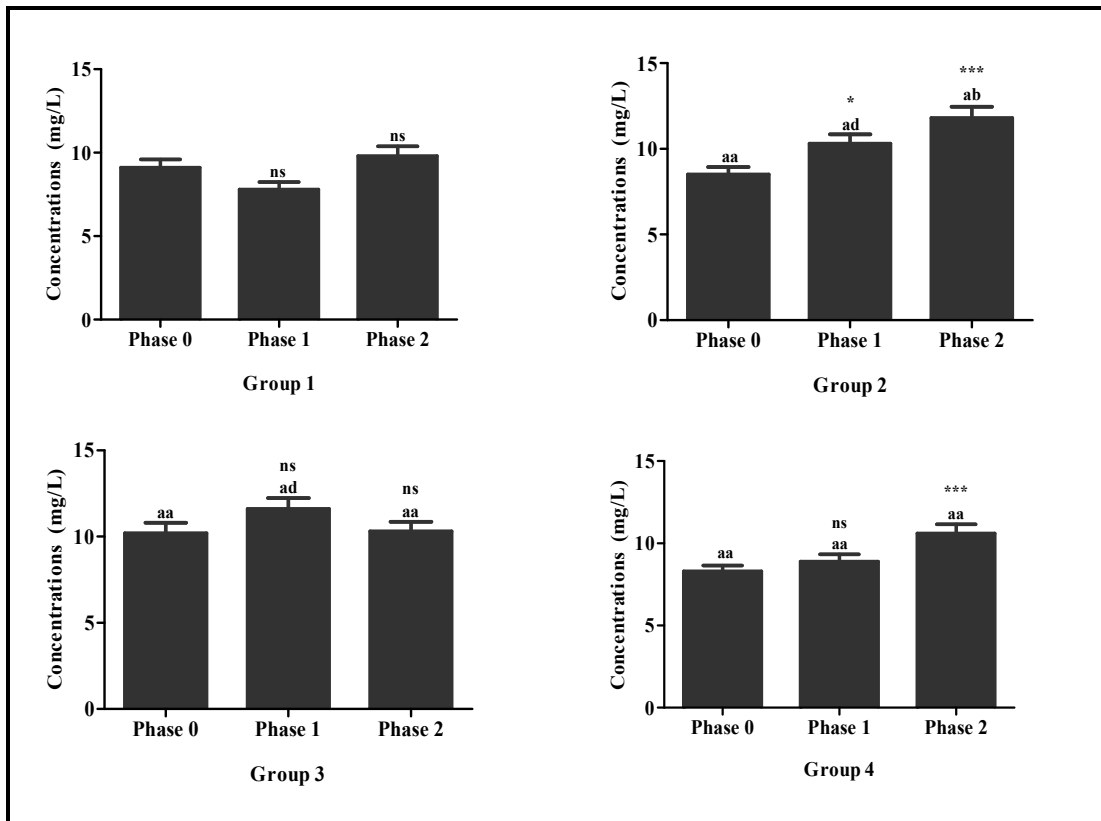 Concentrations (mg/L)
15
10
5
0
ns
ns
Phase 0 Phase 1 Phase 2
Group 1
Concentrations (mg/L)
15
10
5
0
aa
*
ad
***
ab
Phase 0 Phase 1 Phase 2
Group 2
Concentrations (mg/L)
15
10
5
0
aa
ns
ad
ns
aa
Phase 0 Phase 1 Phase 2
Group 3
Concentrations (mg/L)
15
10
5
0
aa
ns
aa
***
aa
Phase 0 Phase 1 Phase 2
Group 4